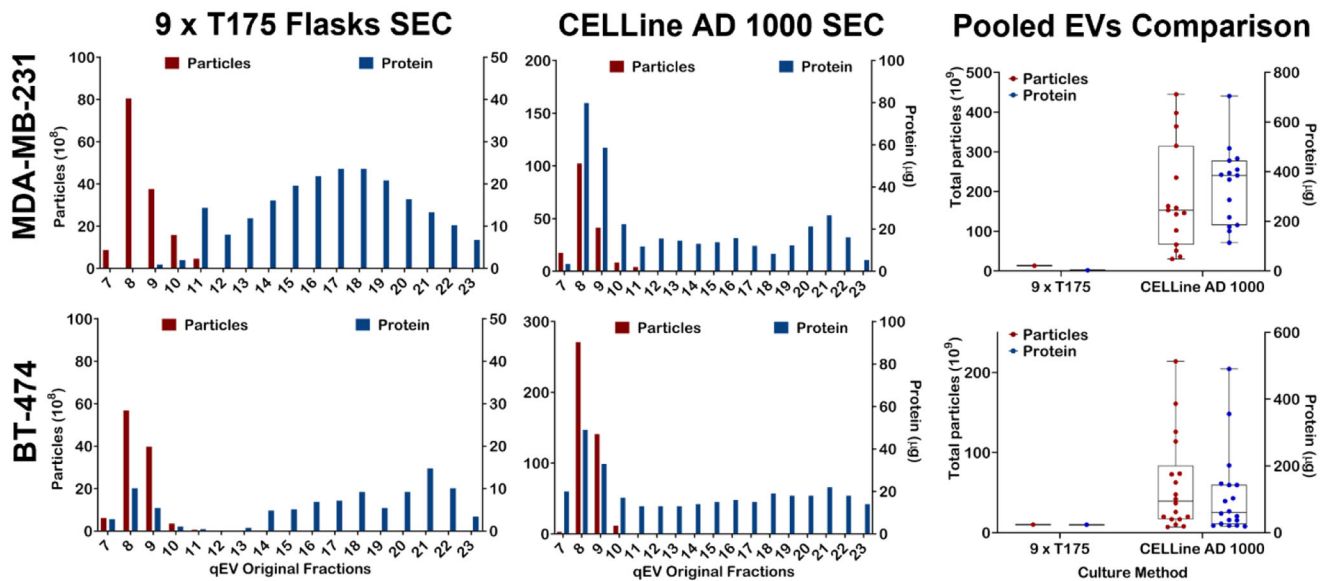 9 x T175 Flasks SEC
CELLine AD 1000 SEC
Pooled EVs Comparison
MDA-MB-231
Particles
Protein
Particles (10⁸)
100
80
60
40
20
0
50
40
30
20
10
0
7 8 9 10 11 12 13 14 15 16 17 18 19 20 21 22 23
Particles
Protein
200
150
100
50
0
100
80
60
40
20
0
Protein (µg)
7 8 9 10 11 12 13 14 15 16 17 18 19 20 21 22 23
Particles
Protein
Total particles (10⁹)
500
400
300
200
100
0
800
600
400
200
0
Protein (µg)
9 x T175
CELLine AD 1000
BT-474
Particles
Protein
Particles (10⁸)
100
80
60
40
20
0
50
40
30
20
10
0
7 8 9 10 11 12 13 14 15 16 17 18 19 20 21 22 23
qEV Original Fractions
Particles
Protein
300
200
100
0
100
80
60
40
20
0
Protein (µg)
7 8 9 10 11 12 13 14 15 16 17 18 19 20 21 22 23
qEV Original Fractions
Particles
Protein
Total particles (10⁹)
200
100
0
600
400
200
0
Protein (µg)
9 x T175
CELLine AD 1000
Culture Method